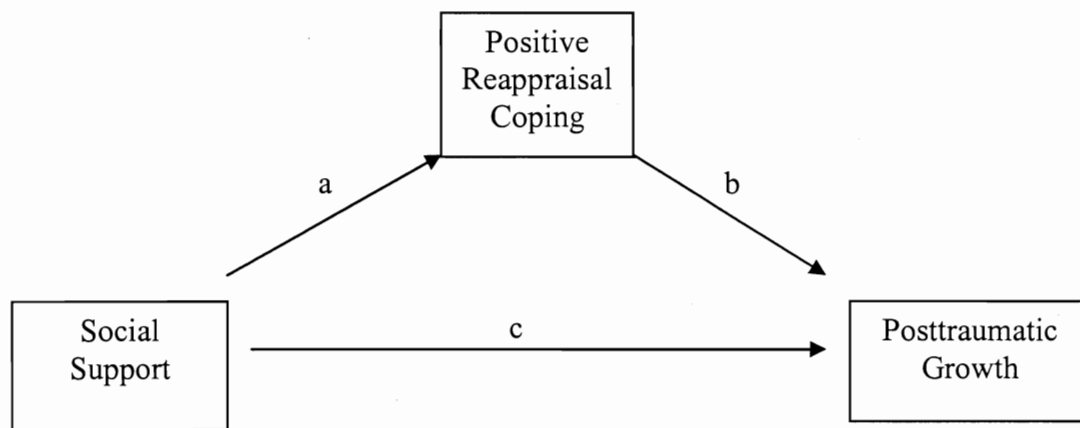 Positive
Reappraisal
Coping
a
b
Social
Support
c
Posttraumatic
Growth